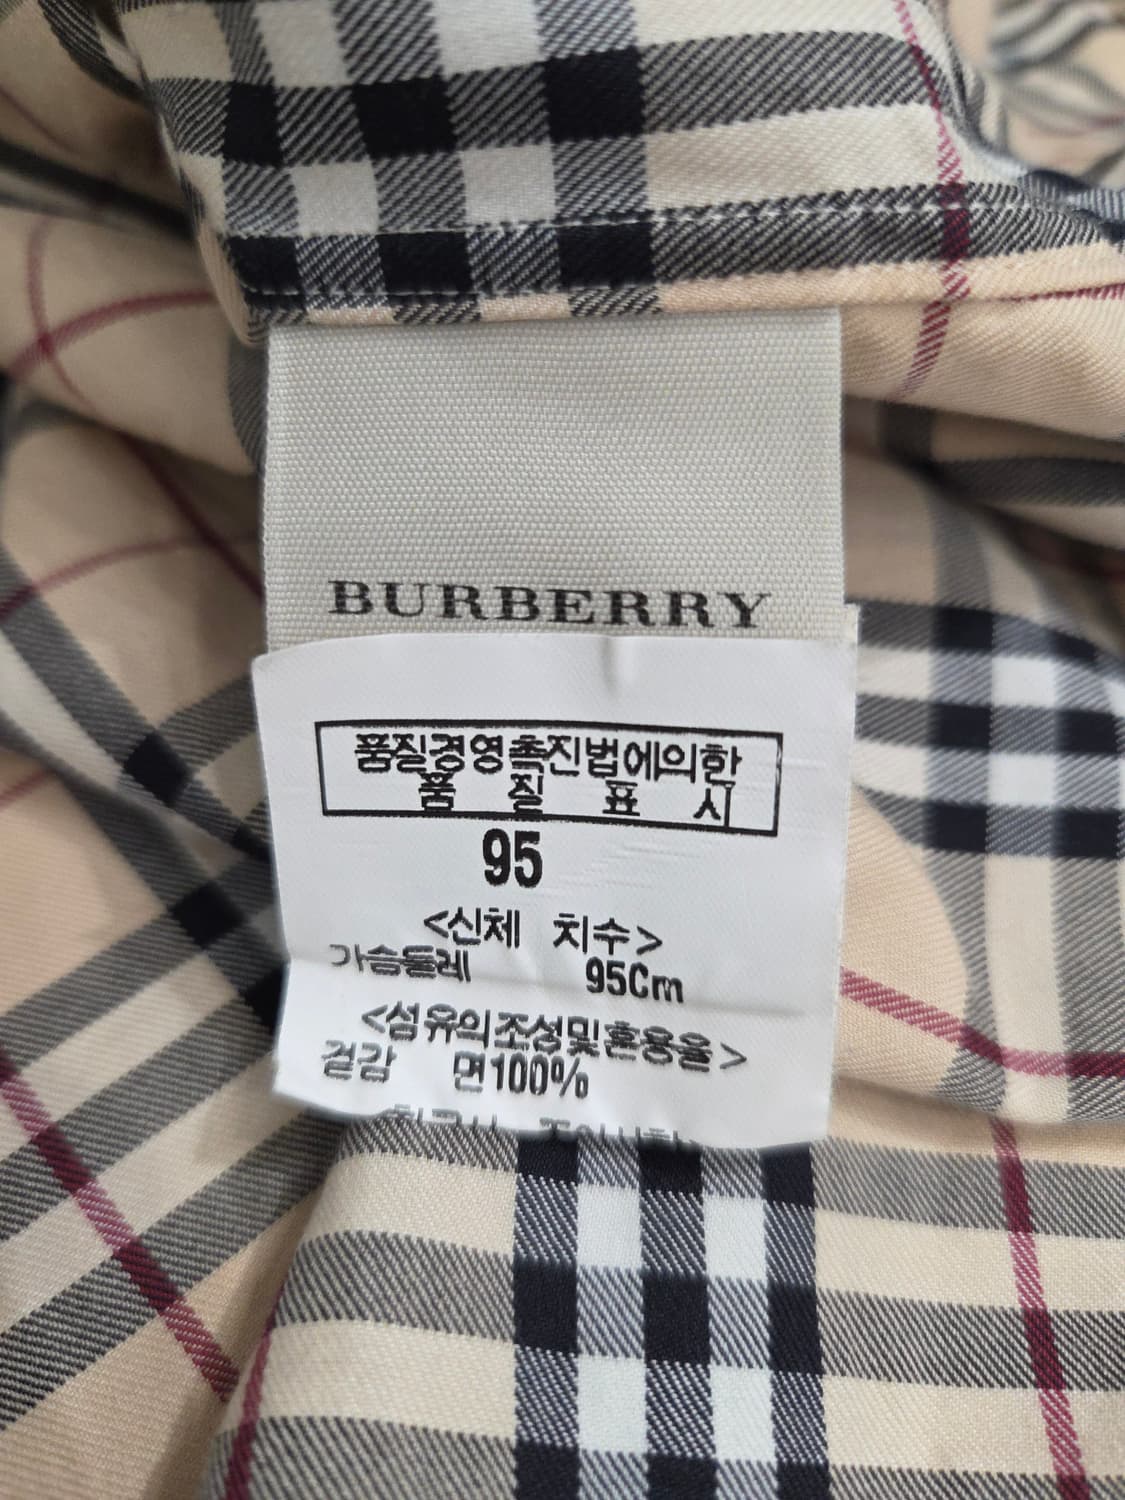 BURBERRY
품질경영촉진법에의한
품 질 표 시
95
<신체 치수>
가슴둘레 95Cm
<섬유의조성및혼용율>
겉감 면100%